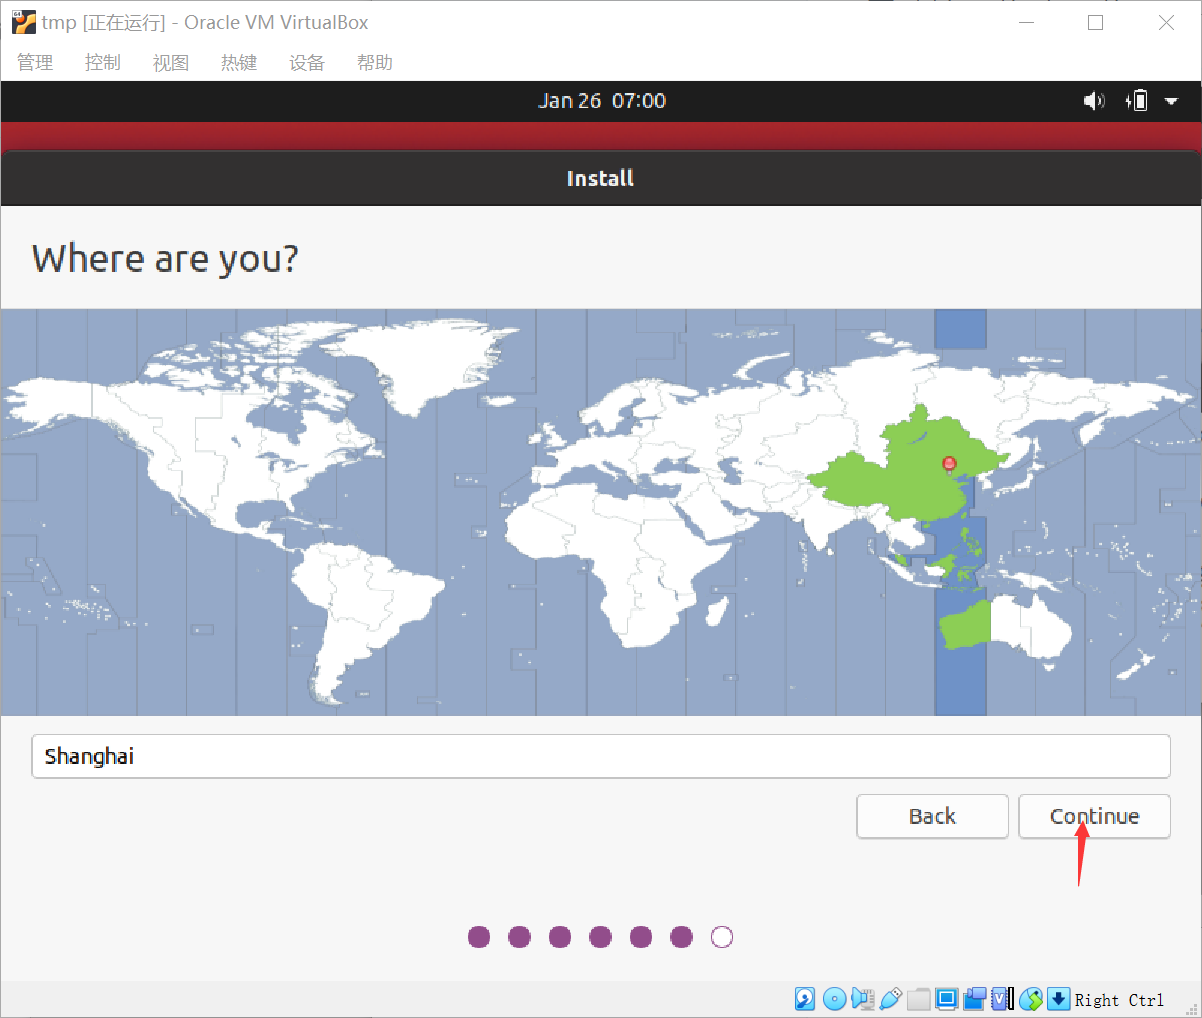 tmp [正在运行] - Oracle VM VirtualBox
管理 控制 视图 热键 设备 帮助
Jan 26 07:00
Install
Where are you?
Shanghai
Back Continue
Right Ctrl